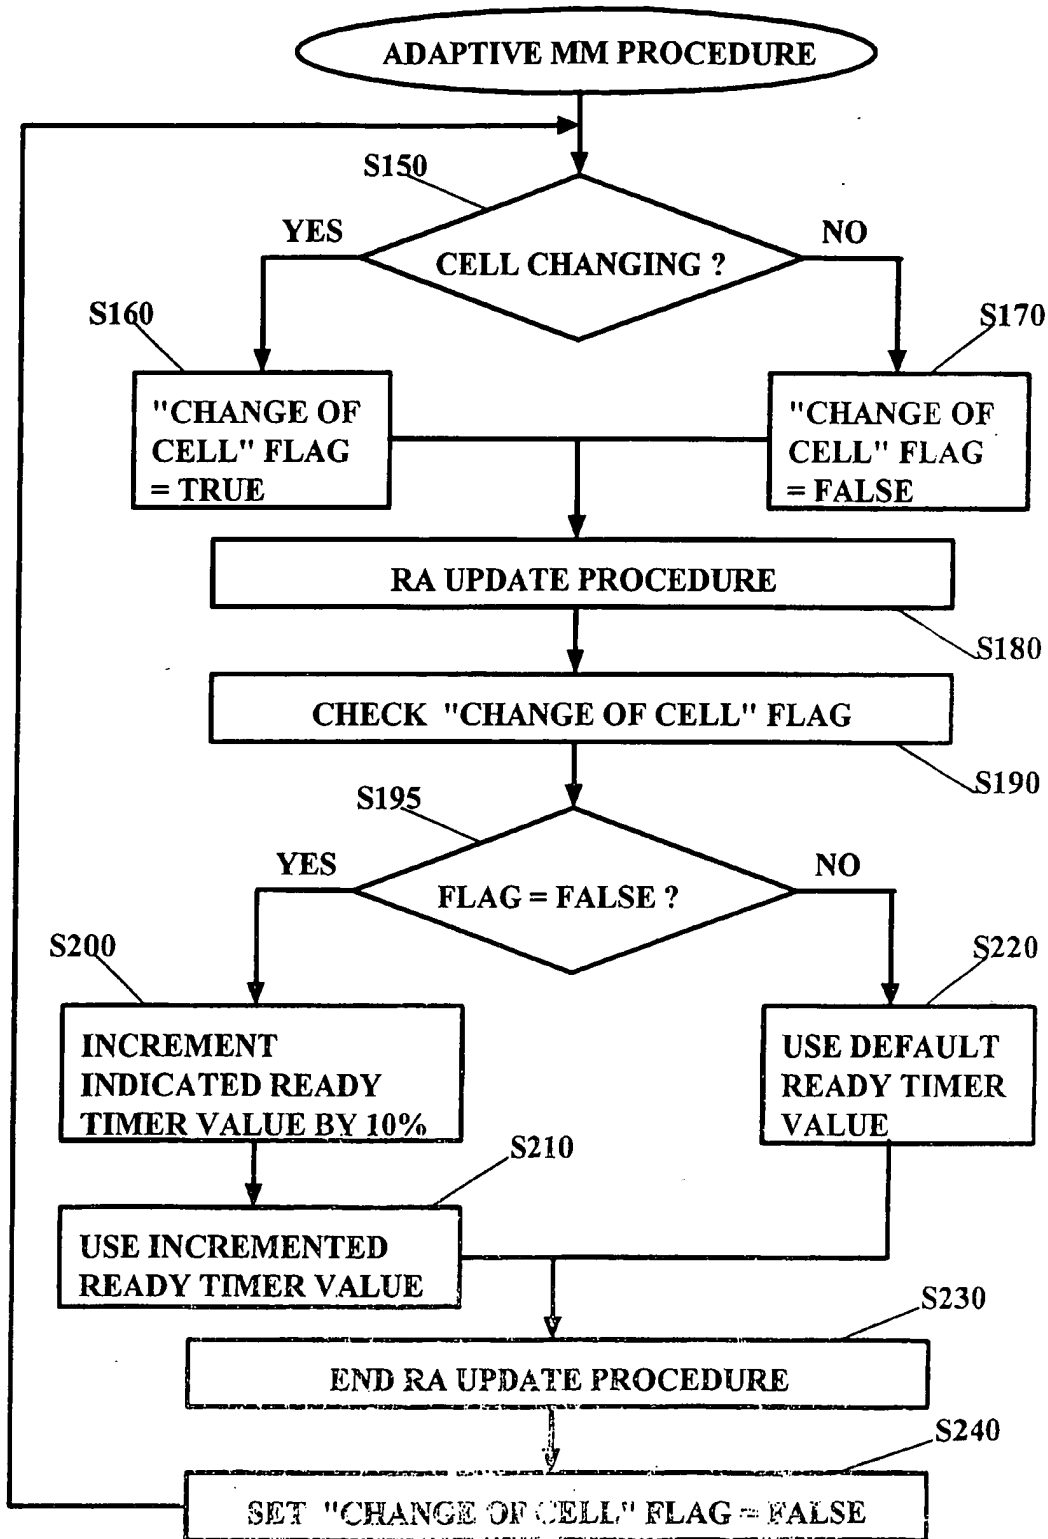 ADAPTIVE MM PROCEDURE
S150
YES
NO
CELL CHANGING ?
S160
S170
"CHANGE OF
CELL" FLAG
= TRUE
"CHANGE OF
CELL" FLAG
= FALSE
RA UPDATE PROCEDURE
S180
CHECK "CHANGE OF CELL" FLAG
S190
S195
YES
NO
FLAG = FALSE ?
S200
S220
INCREMENT
INDICATED READY
TIMER VALUE BY 10%
USE DEFAULT
READY TIMER
VALUE
S210
USE INCREMENTED
READY TIMER VALUE
S230
END RA UPDATE PROCEDURE
S240
SET "CHANGE OF CELL" FLAG = FALSE